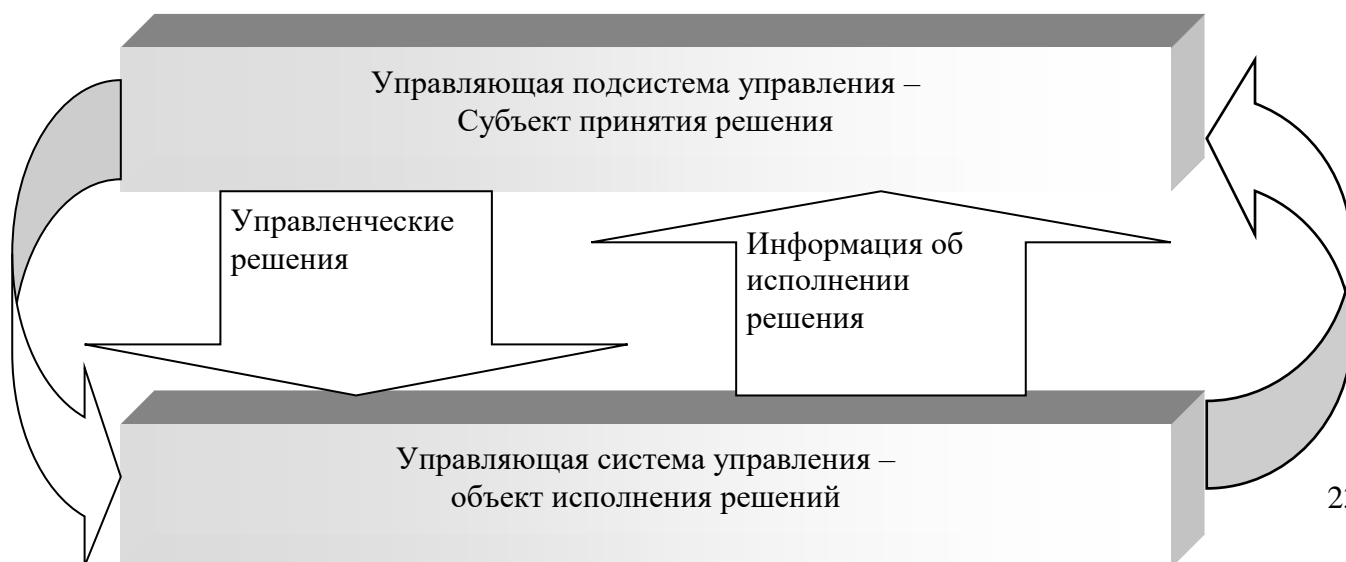 Управляющая подсистема управления –
Субъект принятия решения
Управленческие
решения
Информация об
исполнении
решения
Управляющая система управления –
объект исполнения решений